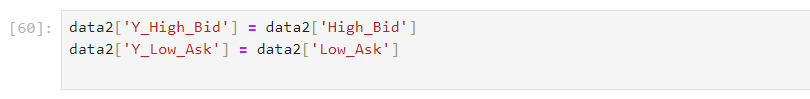 [60]: data2['Y_High_Bid'] = data2['High_Bid']
data2['Y_Low_Ask'] = data2['Low_Ask']